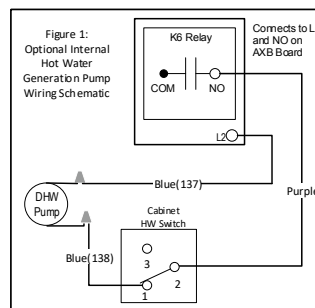 Figure 1:
Optional Internal
Hot Water
Generation Pump
Wiring Schematic
K6 Relay
COM
NO
L2
Connects to L
and NO on
AXB Board
Blue(137)
Purple
DHW
Pump
Blue(138)
Cabinet
HW Switch
3
2
1